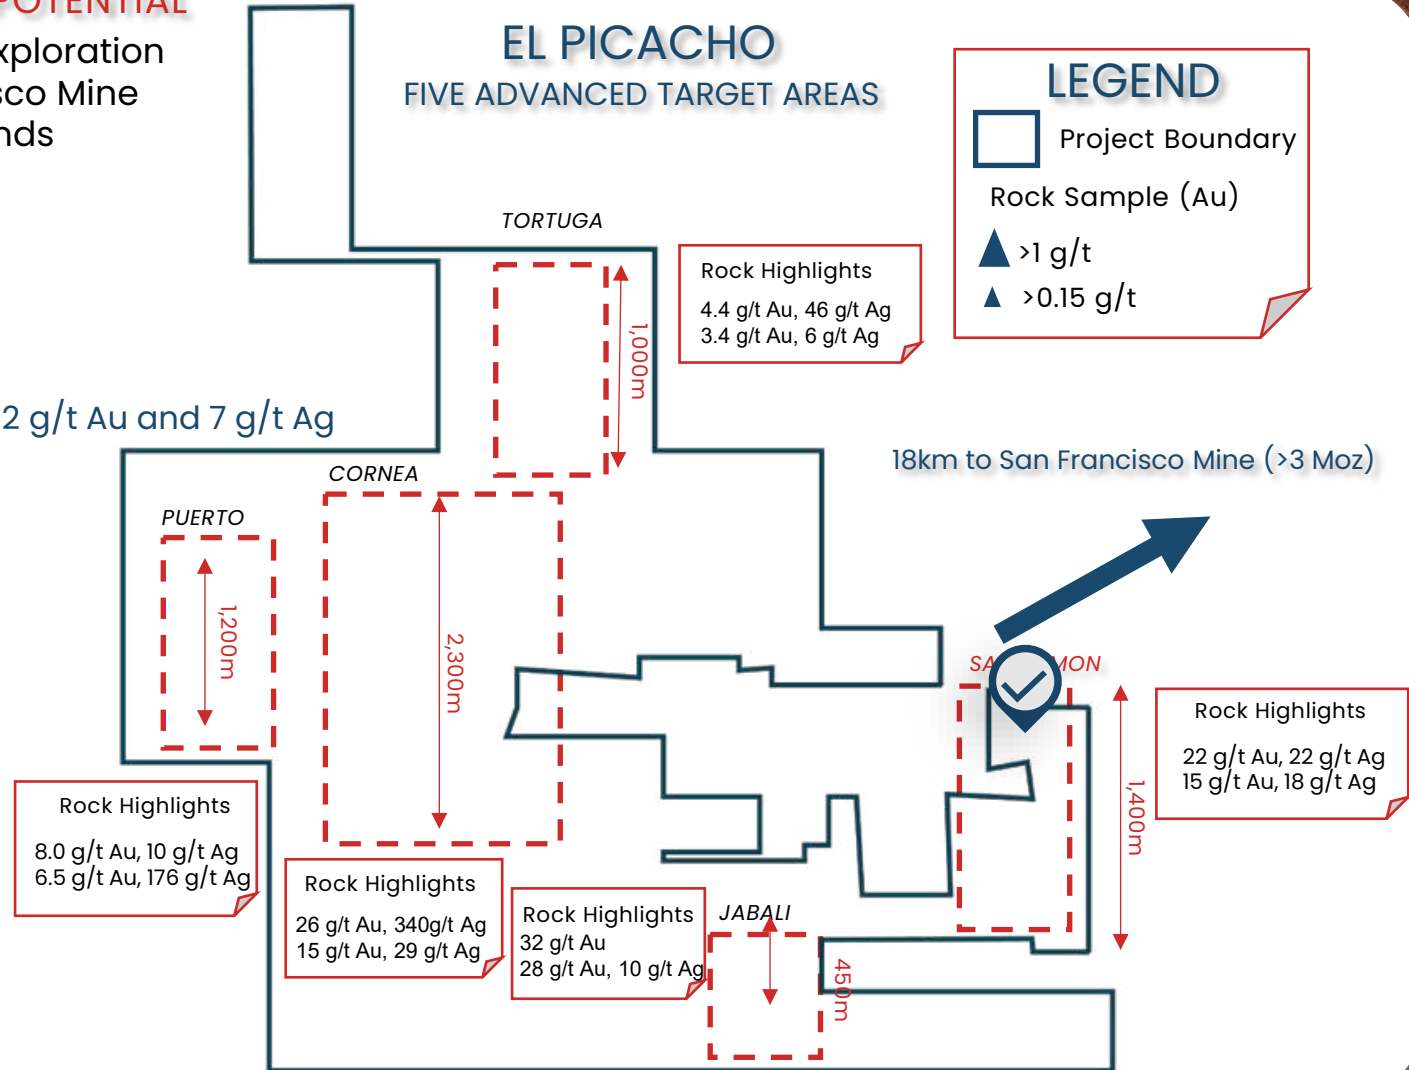 POTENTIAL
xploration
sco Mine
nds
EL PICACHO
FIVE ADVANCED TARGET AREAS
LEGEND
Project Boundary
Rock Sample (Au)
>1 g/t
>0.15 g/t
TORTUGA
1,000m
Rock Highlights
4.4 g/t Au, 46 g/t Ag
3.4 g/t Au, 6 g/t Ag
2 g/t Au and 7 g/t Ag
18km to San Francisco Mine (>3 Moz)
CORNEA
2,300m
PUERTO
1,200m
SA
MON
1,400m
Rock Highlights
22 g/t Au, 22 g/t Ag
15 g/t Au, 18 g/t Ag
Rock Highlights
8.0 g/t Au, 10 g/t Ag
6.5 g/t Au, 176 g/t Ag
Rock Highlights
26 g/t Au, 340g/t Ag
15 g/t Au, 29 g/t Ag
Rock Highlights
32 g/t Au
28 g/t Au, 10 g/t Ag
JABALI
450m